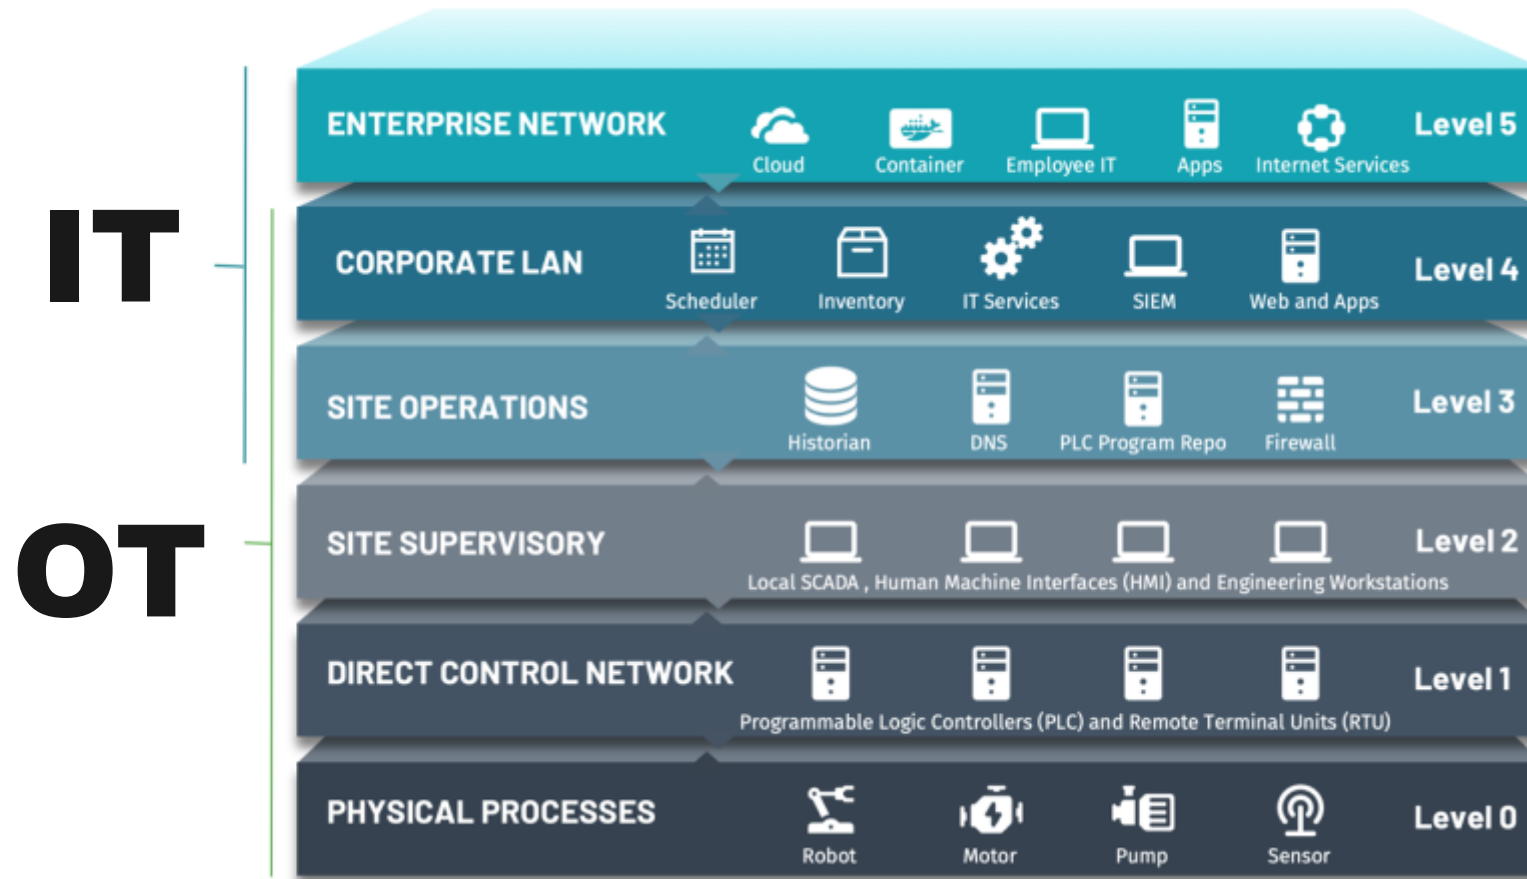 ENTERPRISE NETWORK
Level 5
Cloud
Container
Employee IT
Apps
Internet Services
IT
CORPORATE LAN
Level 4
Scheduler
Inventory
IT Services
SIEM
Web and Apps
SITE OPERATIONS
Level 3
Historian
DNS
PLC Program Repo
Firewall
OT
SITE SUPERVISORY
Level 2
Local SCADA , Human Machine Interfaces (HMI) and Engineering Workstations
DIRECT CONTROL NETWORK
Level 1
Programmable Logic Controllers (PLC) and Remote Terminal Units (RTU)
PHYSICAL PROCESSES
Level 0
Robot
Motor
Pump
Sensor